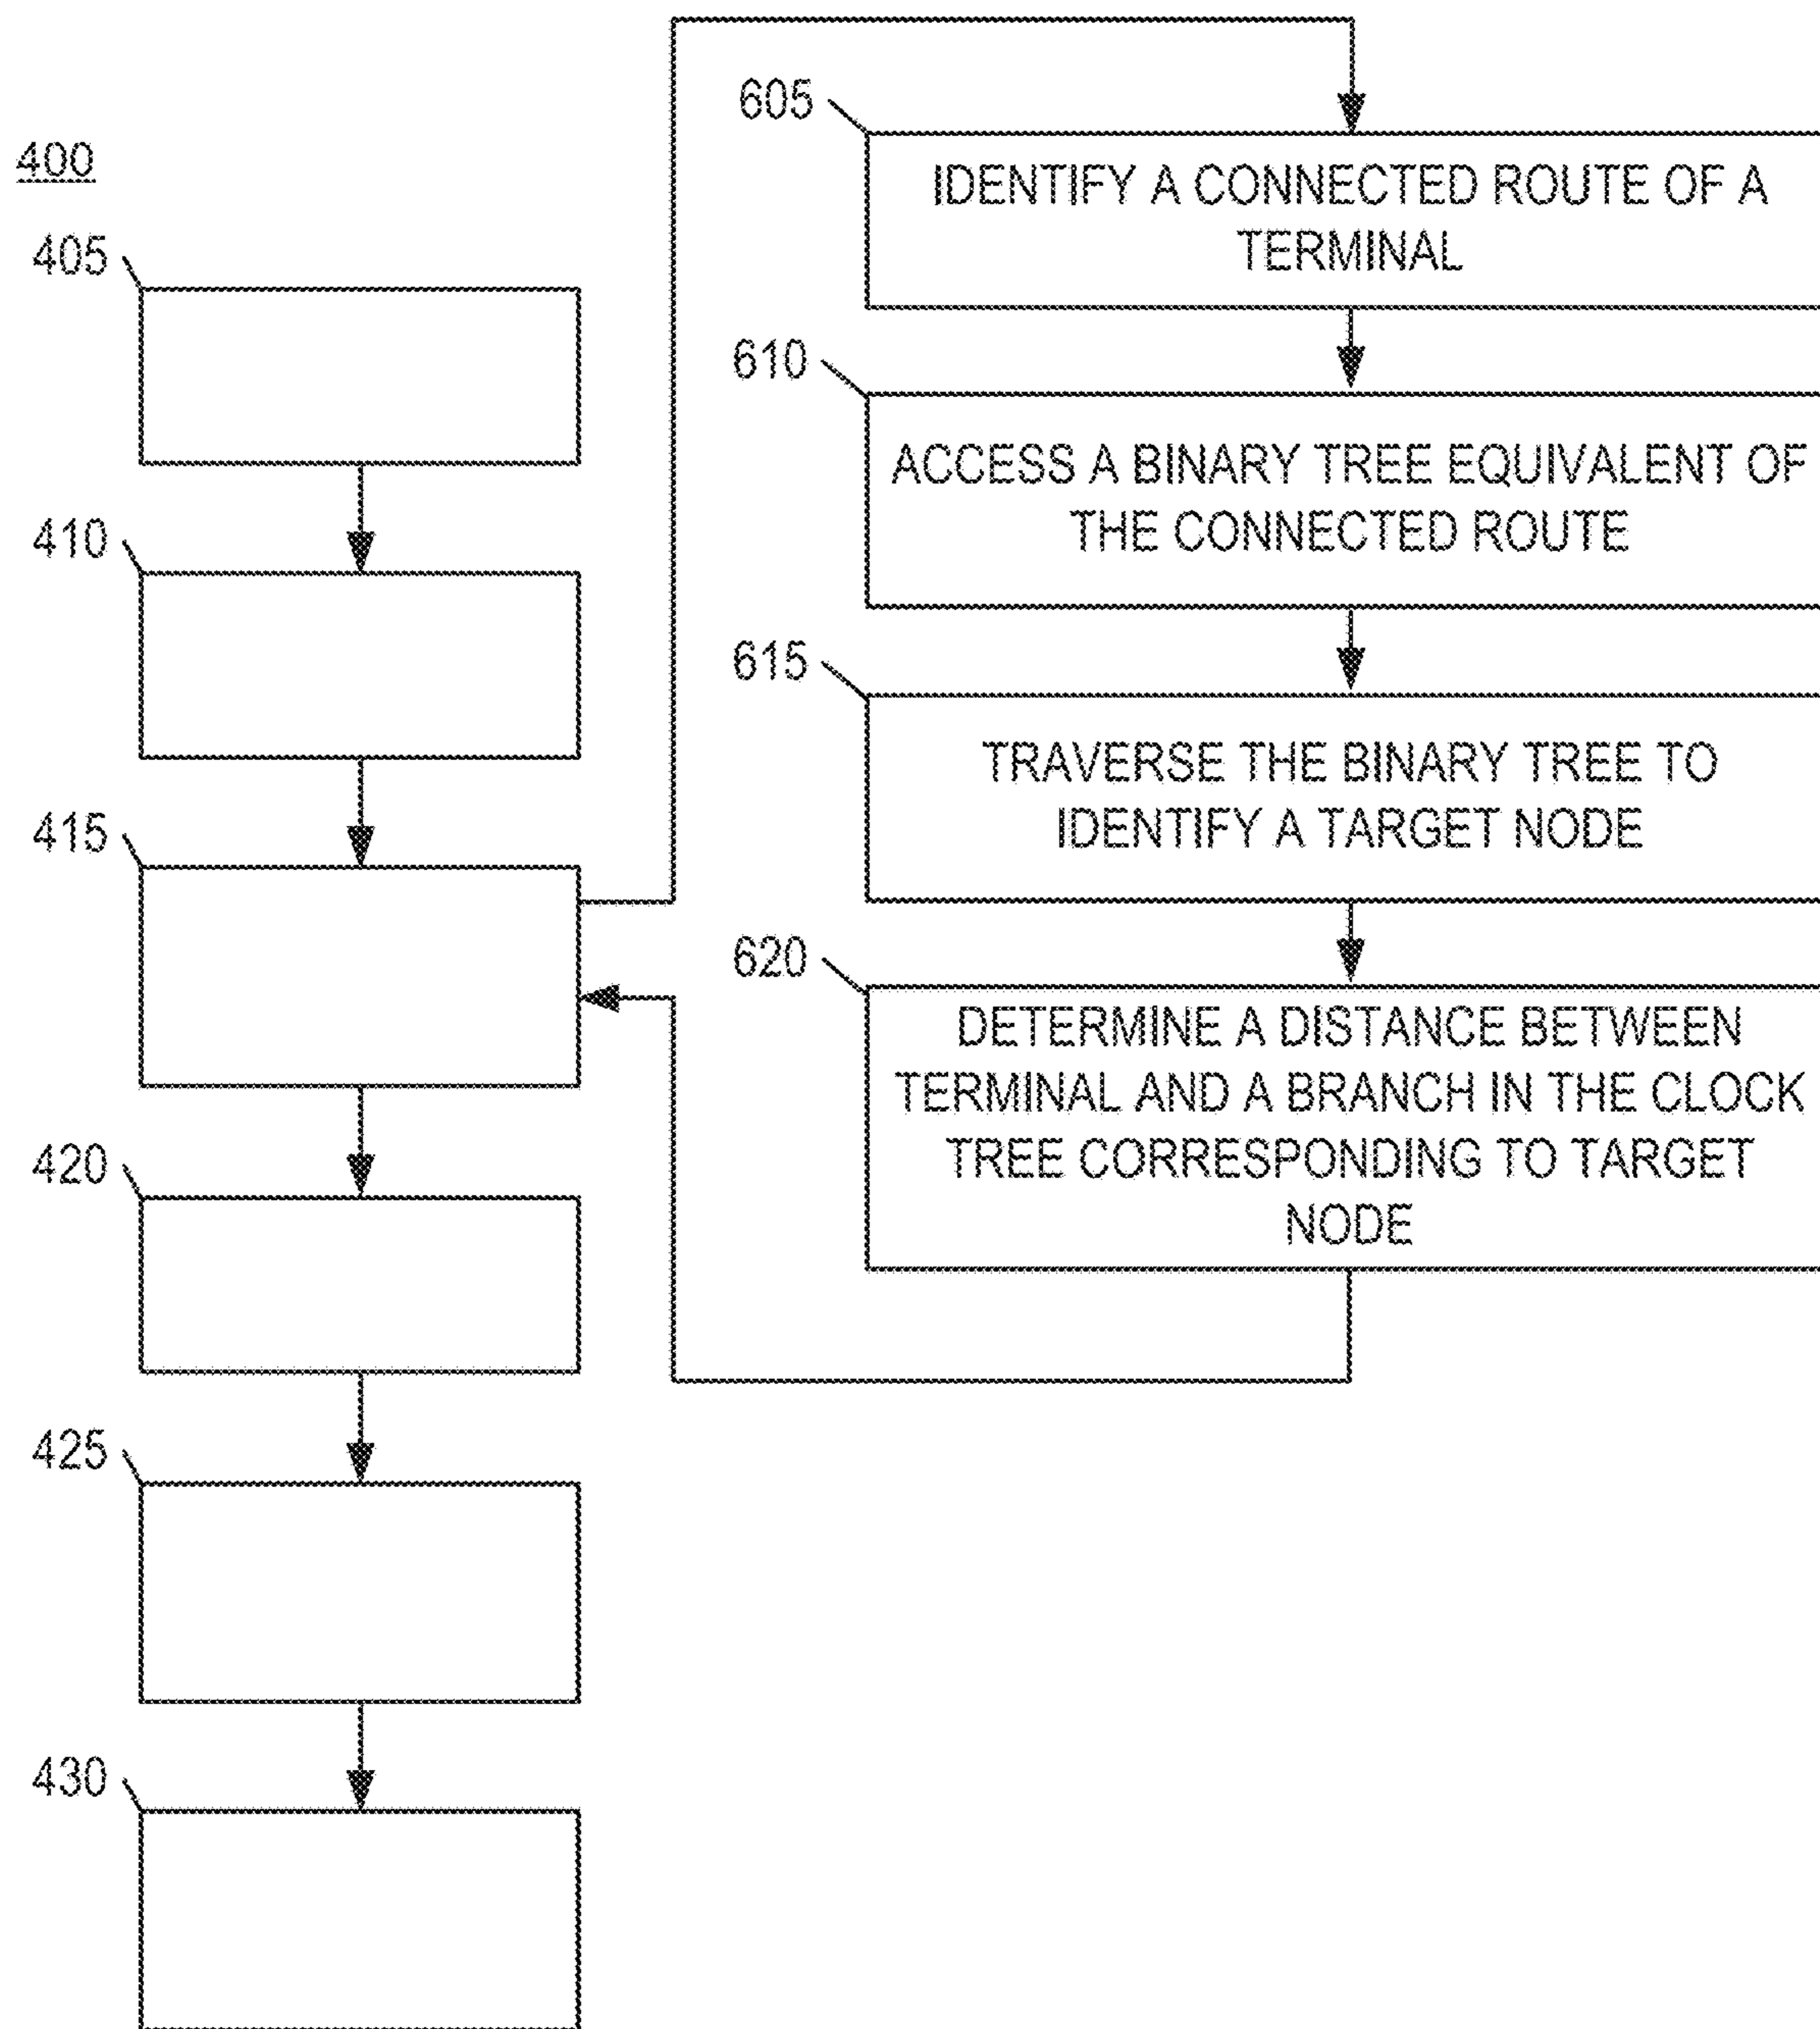 400
405
410
415
420
425
430
605
IDENTIFY A CONNECTED ROUTE OF A
TERMINAL
610
ACCESS A BINARY TREE EQUIVALENT OF
THE CONNECTED ROUTE
615
TRAVERSE THE BINARY TREE TO
IDENTIFY A TARGET NODE
620
DETERMINE A DISTANCE BETWEEN
TERMINAL AND A BRANCH IN THE CLOCK
TREE CORRESPONDING TO TARGET
NODE